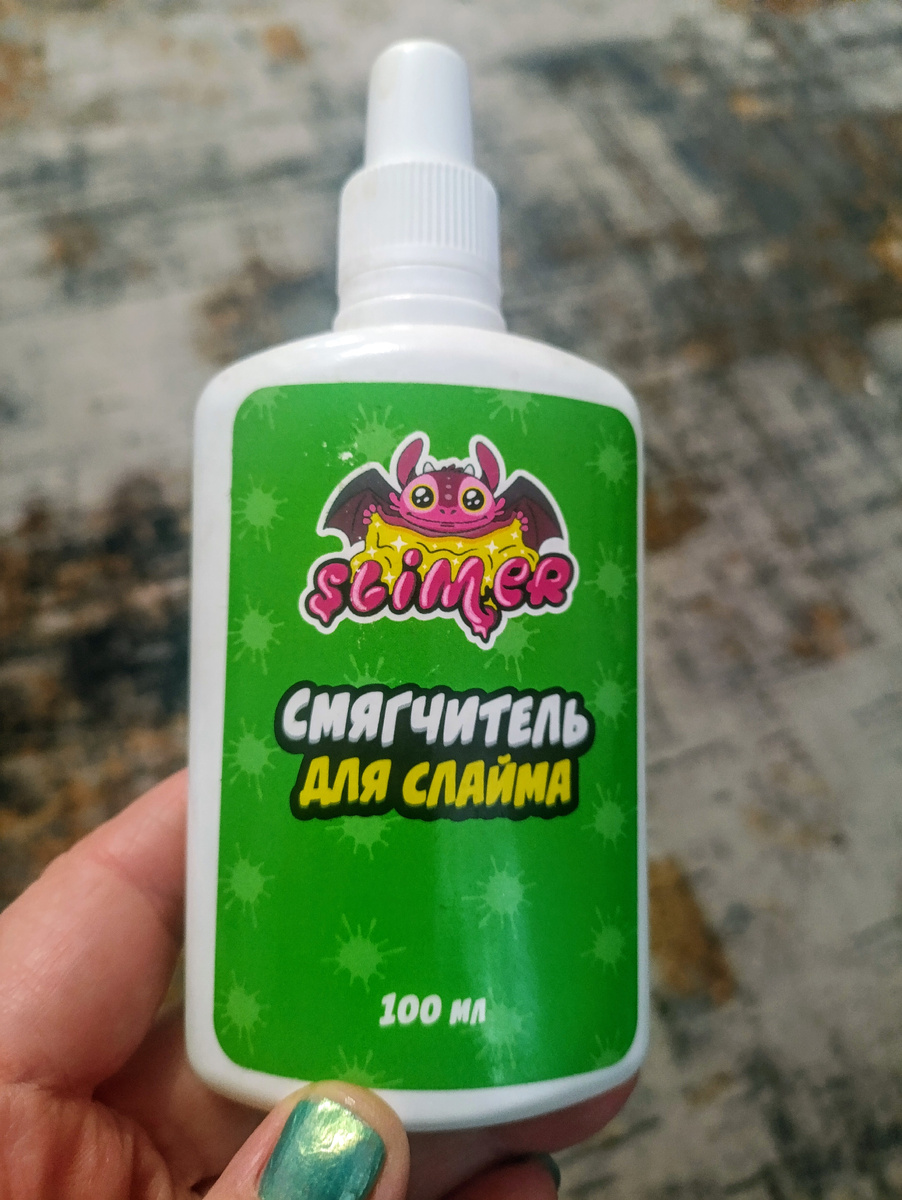 SLIMER
СМЯГЧИТЕЛЬ
ДЛЯ СЛАЙМА
100 мл